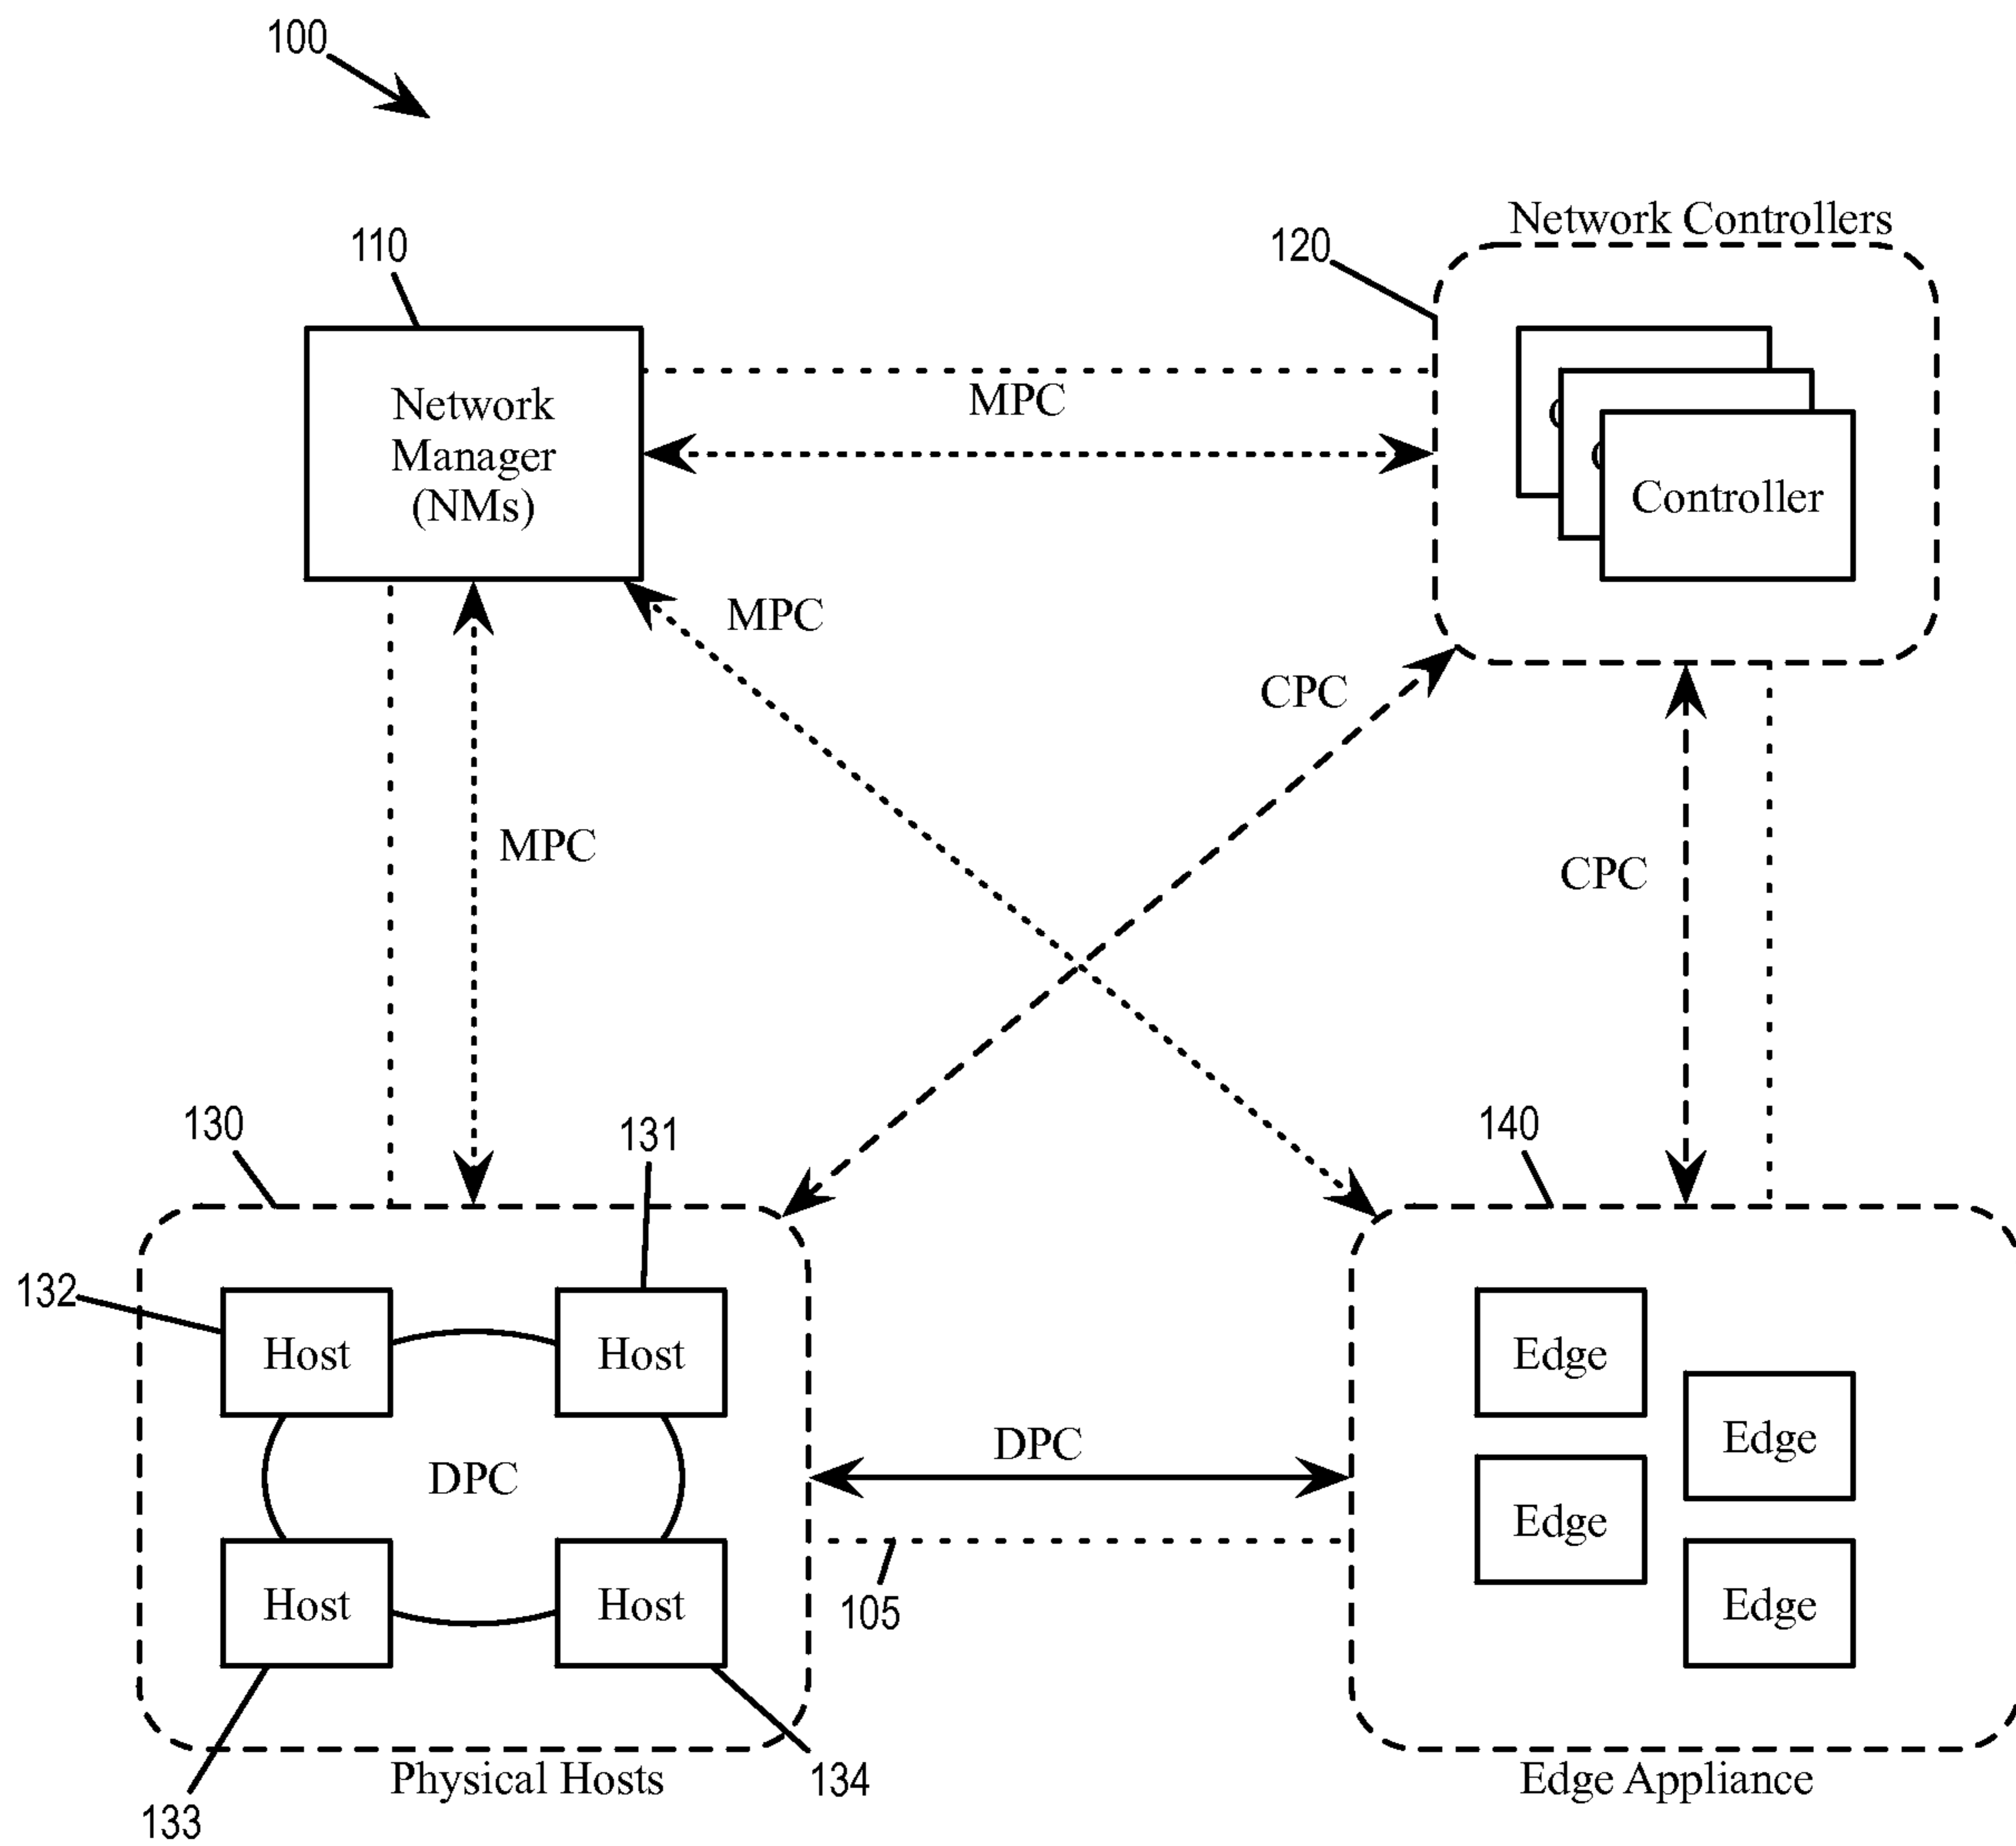 100
Network Controllers
110
120
Network
Manager
(NMs)
MPC
Controller
MPC
CPC
MPC
CPC
130
131
140
132
Host
Host
Edge
Edge
DPC
DPC
Edge
Host
Host
Edge
105
Physical Hosts
134
Edge Appliance
133